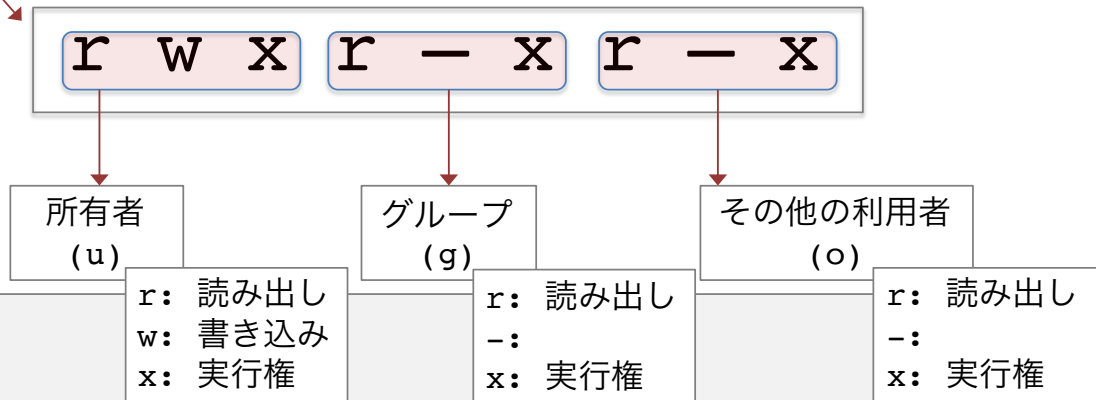 r w x r - x r - x
所有者
(u)
グループ
(g)
その他の利用者
(o)
r: 読み出し
w: 書き込み
x: 実行権
r: 読み出し
-:
x: 実行権
r: 読み出し
-:
x: 実行権